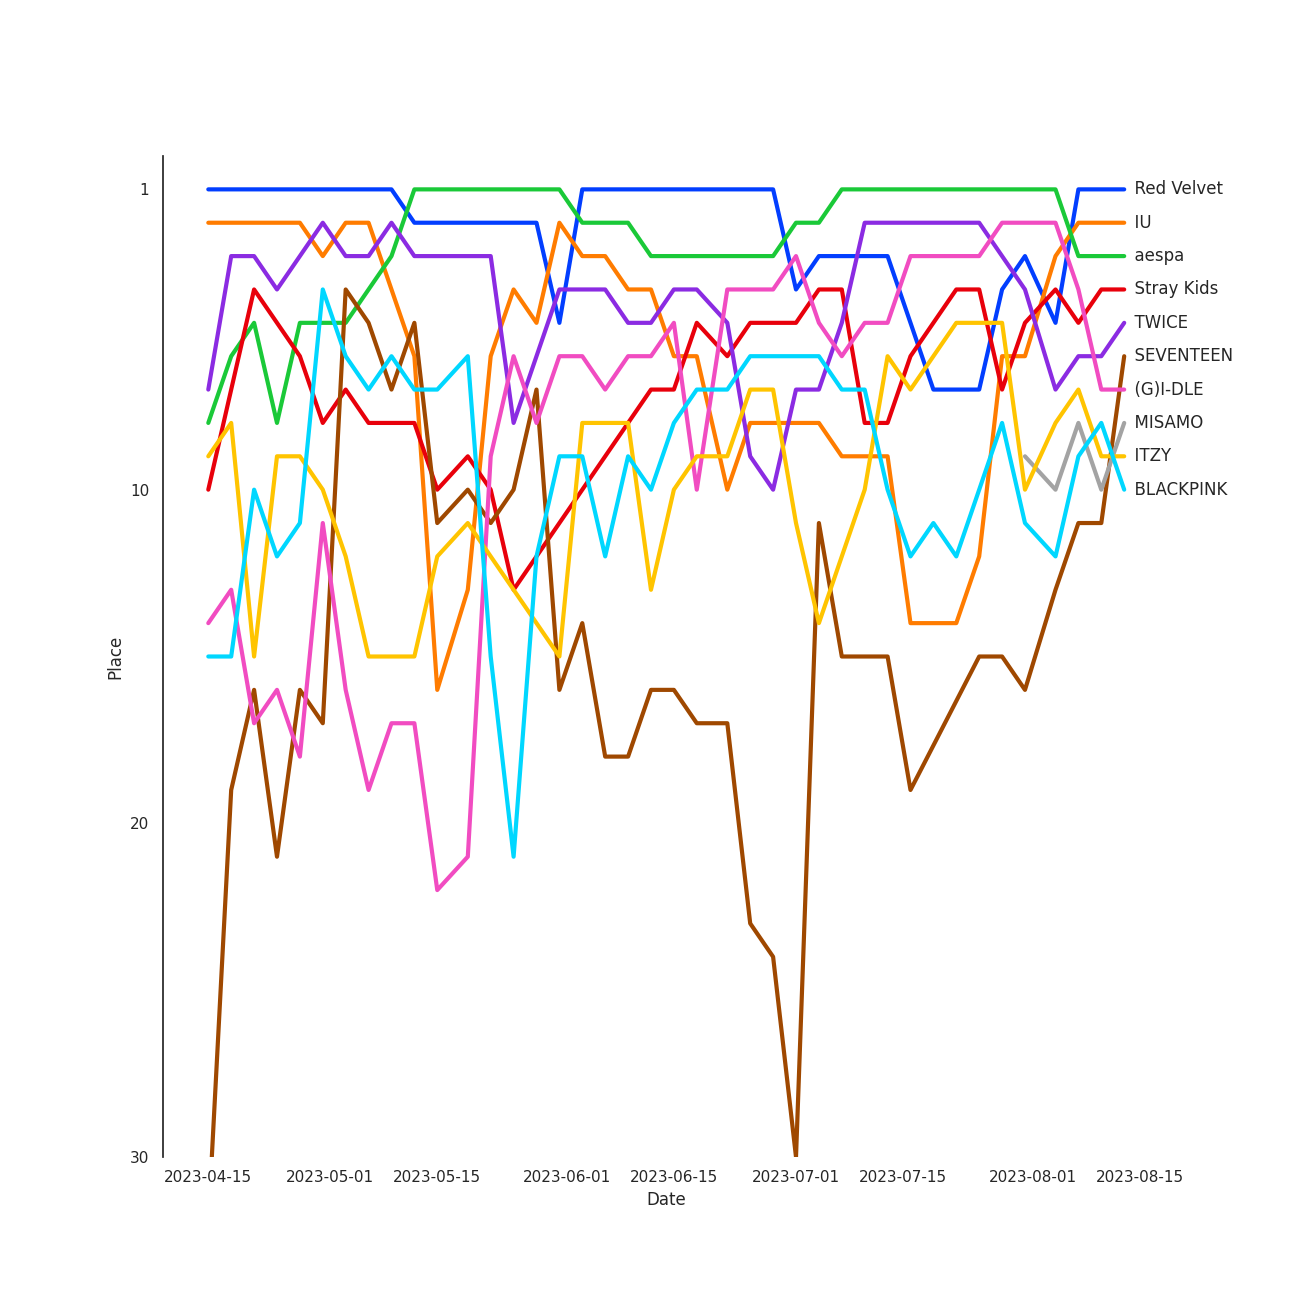 1
10
20
30
Place
2023-04-15
2023-05-01
2023-05-15
2023-06-01
2023-06-15
2023-07-01
2023-07-15
2023-08-01
2023-08-15
Date
Red Velvet
IU
aespa
Stray Kids
TWICE
SEVENTEEN
(G)I-DLE
MISAMO
ITZY
BLACKPINK